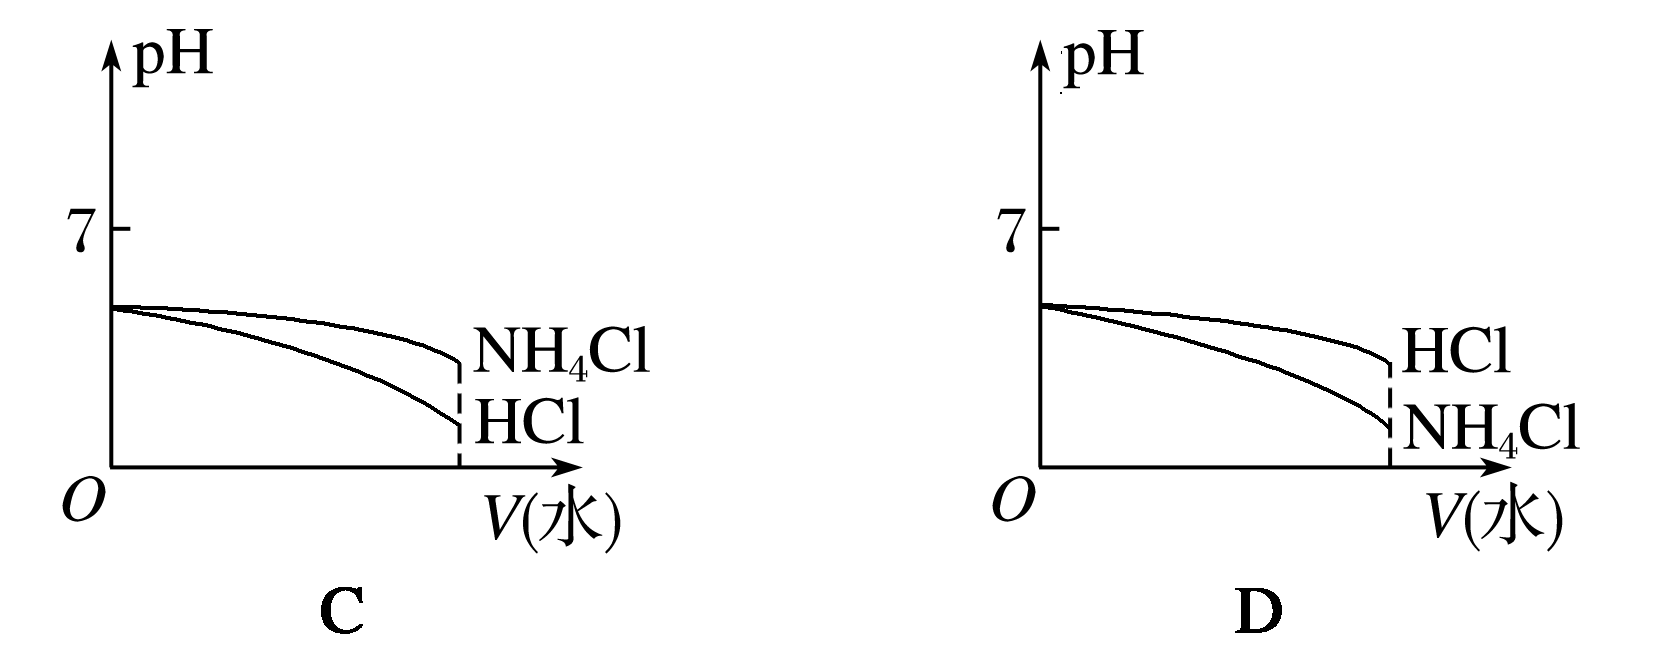 pH
7
NH₄Cl
HCl
O
V(水)
C
pH
7
HCl
NH₄Cl
O
V(水)
D